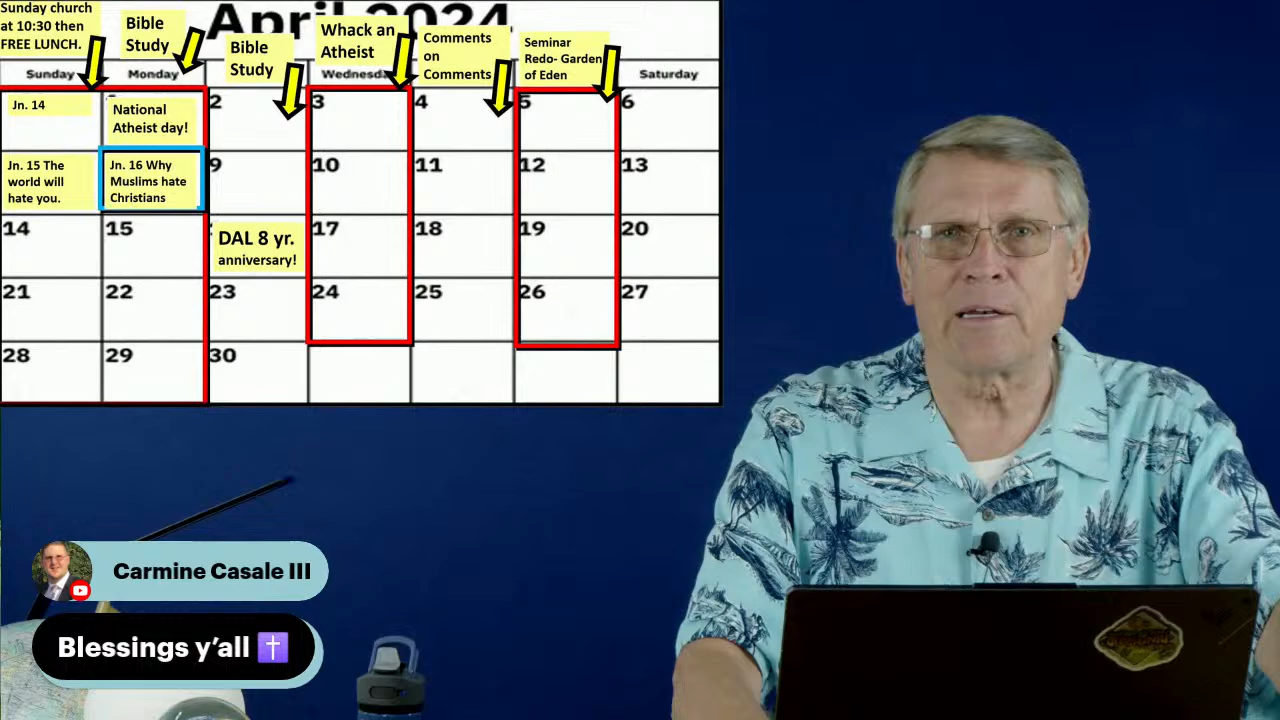 April 2024
Sunday church
at 10:30 then
FREE LUNCH.
Bible
Study
Bible
Study
Whack an
Atheist
Comments
on
Comments
Seminar
Redo- Garden
of Eden
Sunday
Monday
Wednesda
Saturday
Jn. 14
National
Atheist day!
2
3
4
5
6
Jn. 15 The
world will
hate you.
Jn. 16 Why
Muslims hate
Christians
9
10
11
12
13
14
15
DAL 8 yr.
anniversary!
17
18
19
20
21
22
23
24
25
26
27
28
29
30
Carmine Casale III
Blessings y’all ✝️